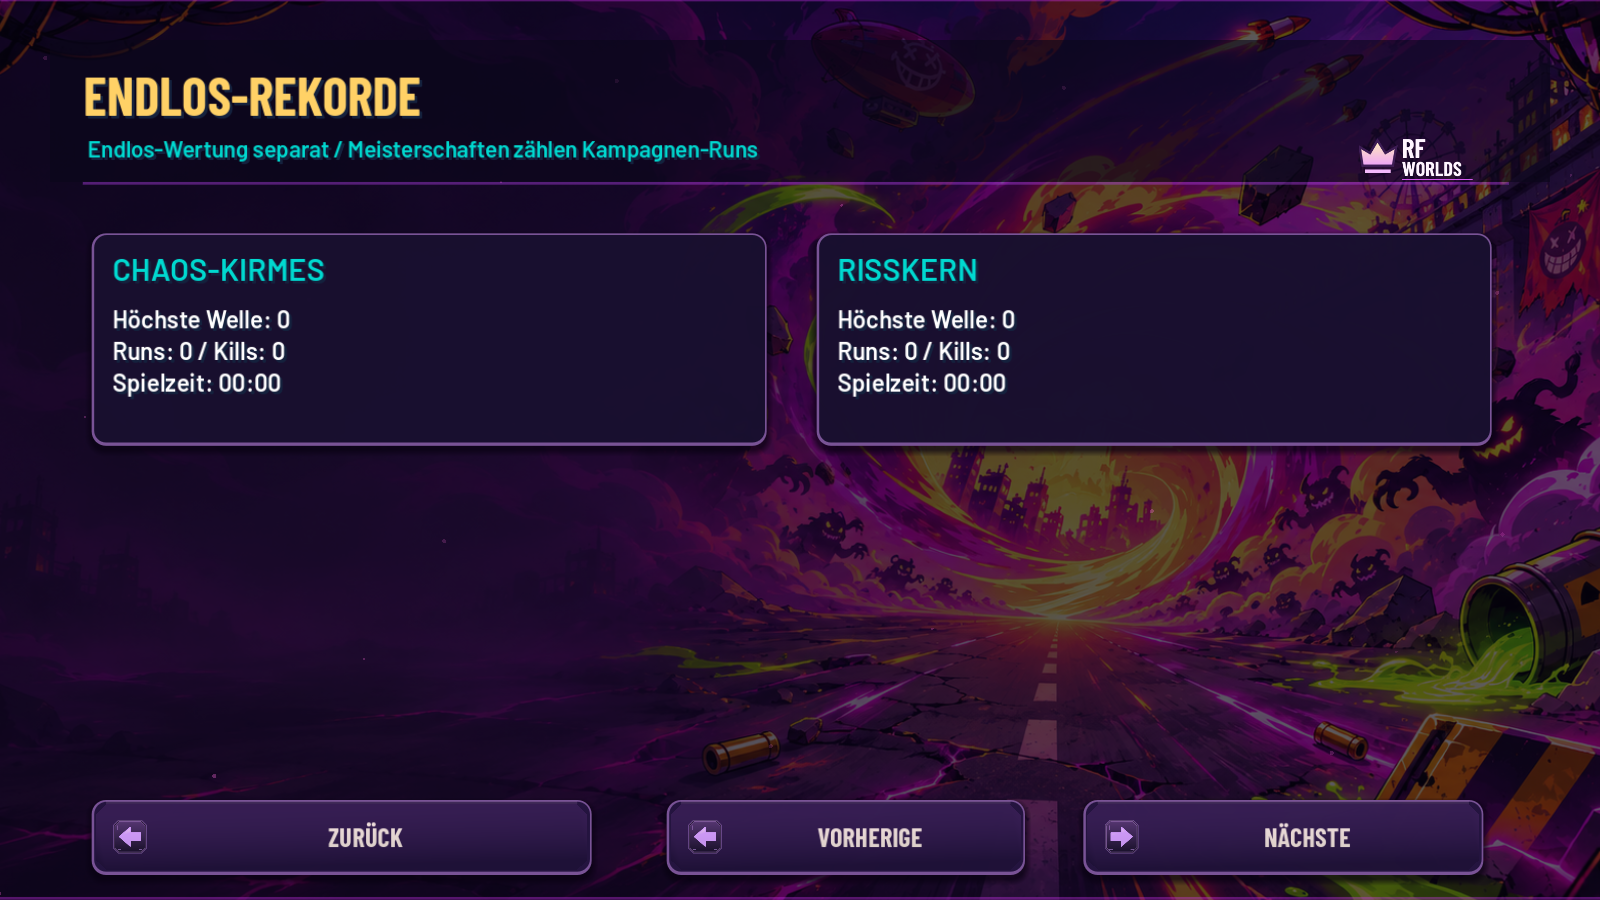 ENDLOS-REKORDE
Endlos-Wertung separat / Meisterschaften zählen Kampagnen-Runs
RF
WORLDS
CHAOS-KIRMES
Höchste Welle: 0
Runs: 0 / Kills: 0
Spielzeit: 00:00
RISSKERN
Höchste Welle: 0
Runs: 0 / Kills: 0
Spielzeit: 00:00
ZURÜCK
VORHERIGE
NÄCHSTE